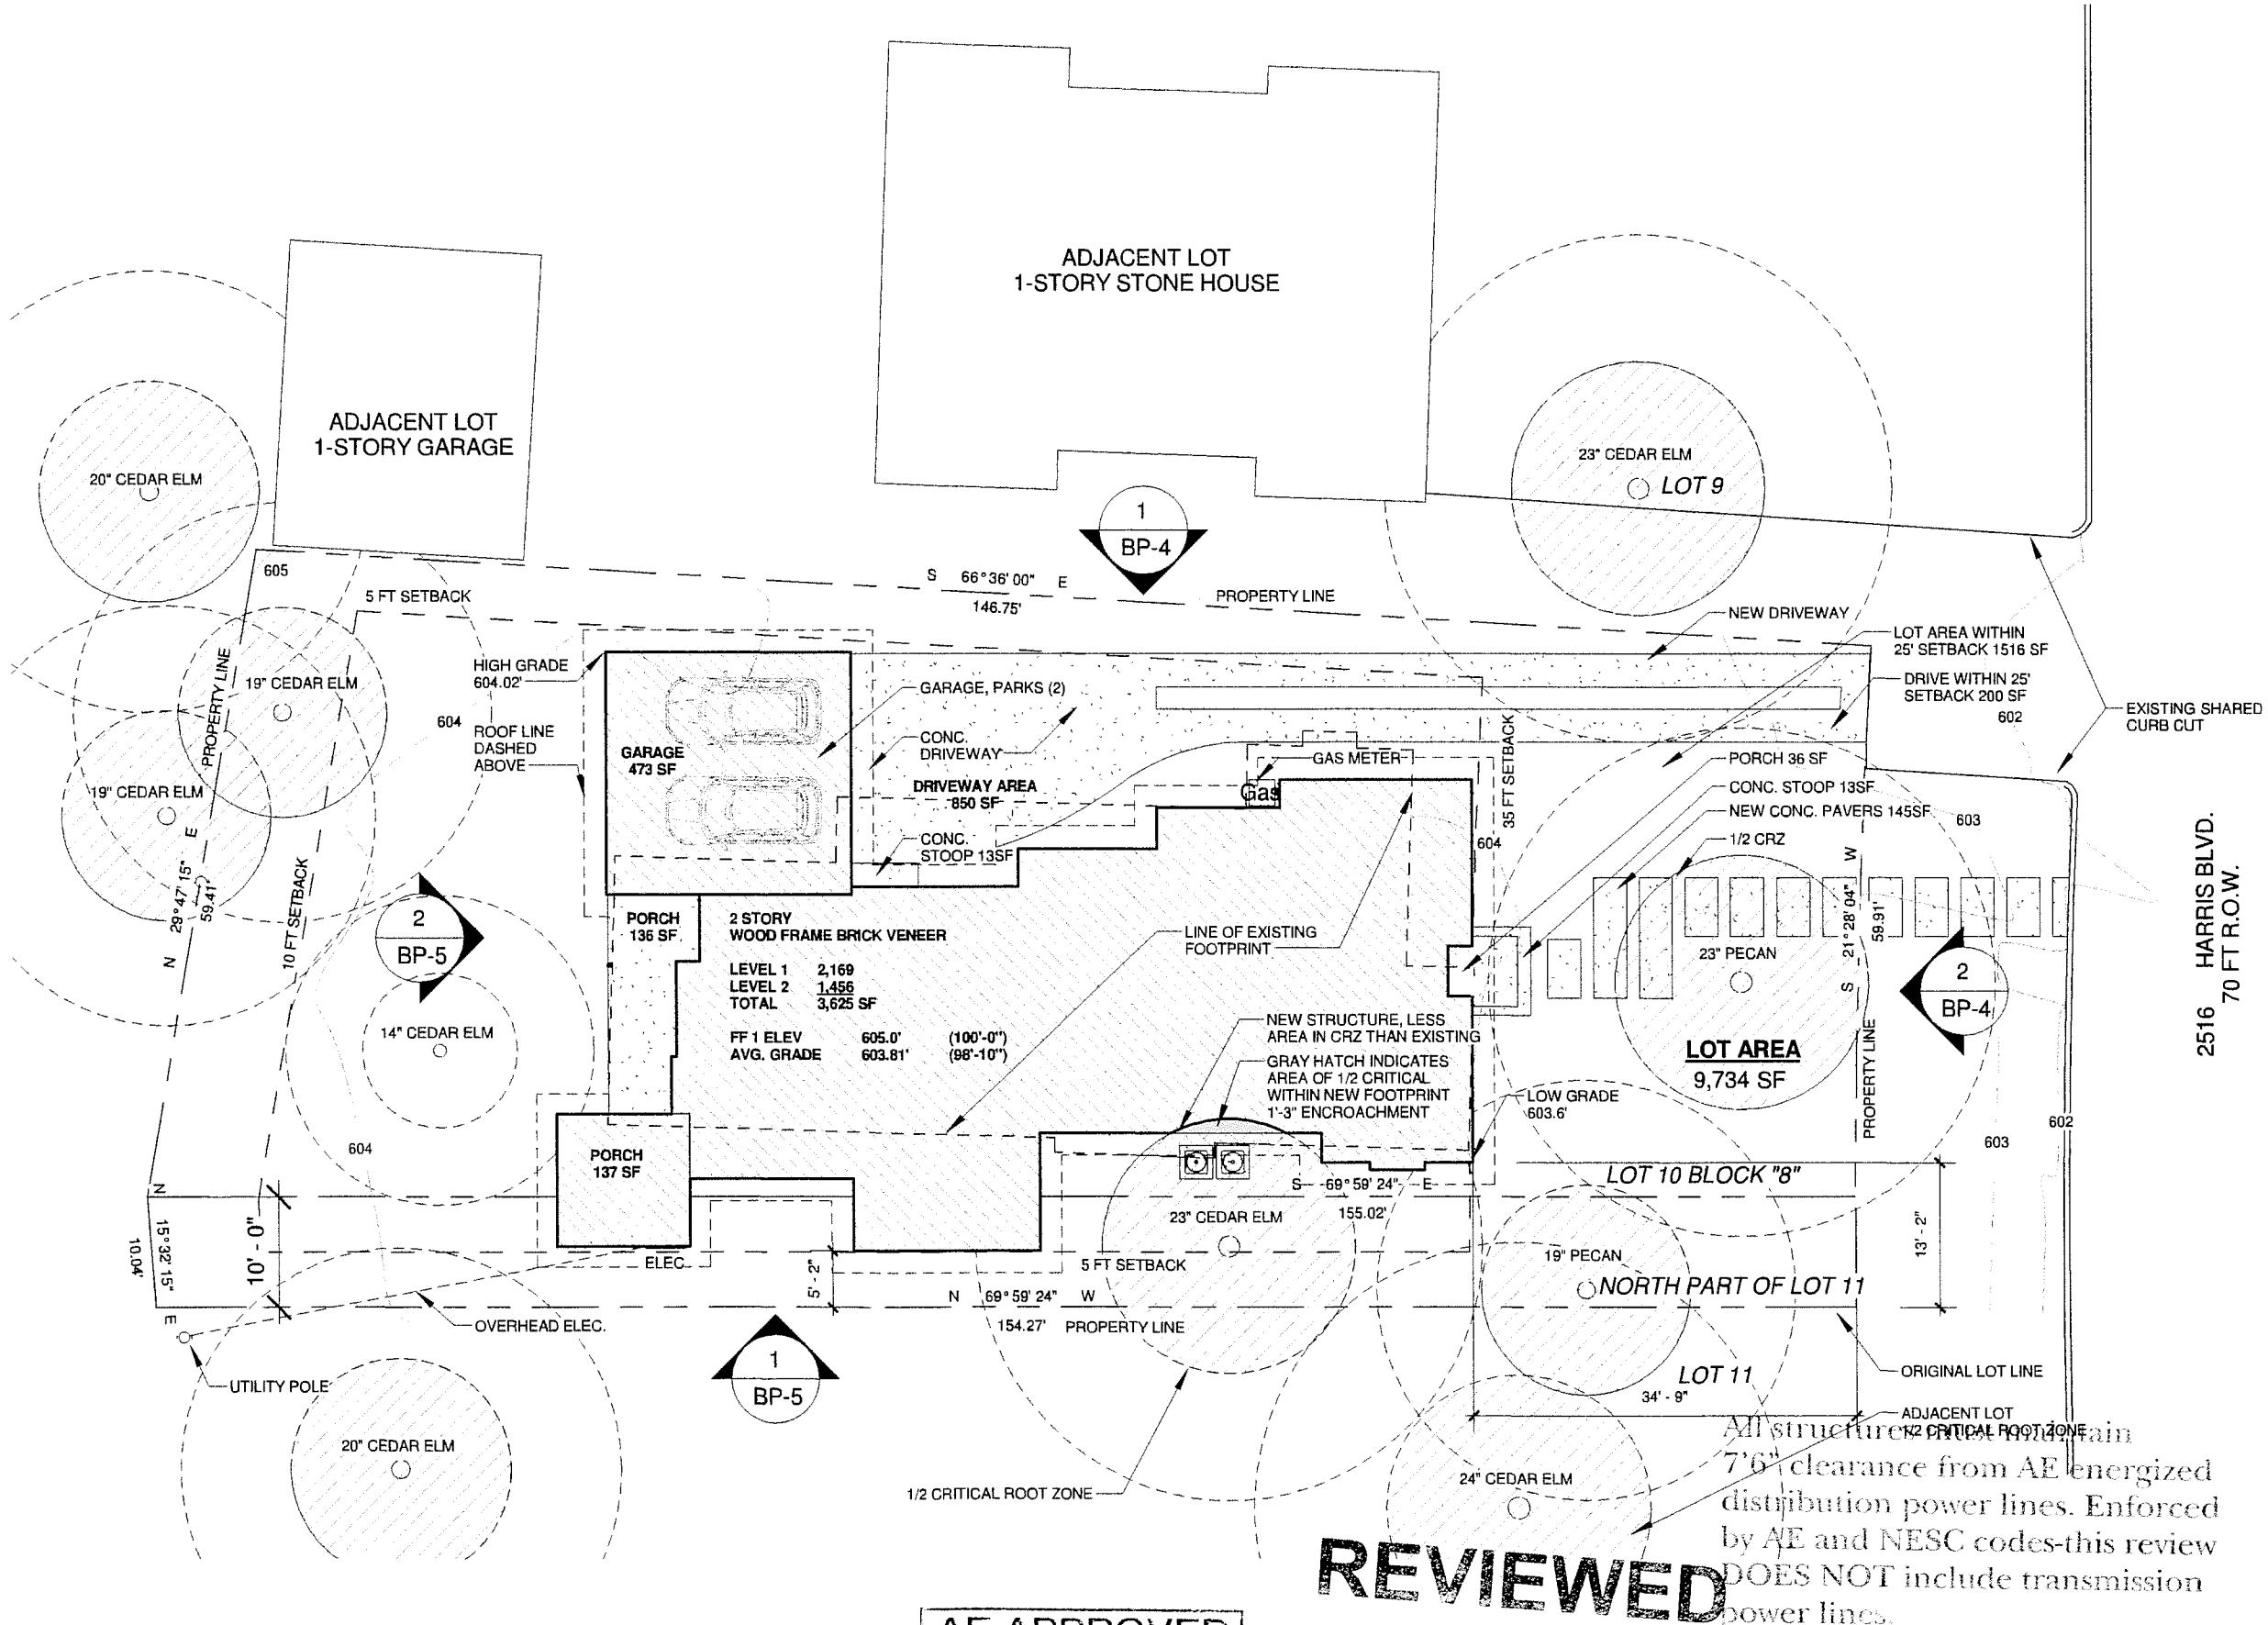 ADJACENT LOT
1-STORY STONE HOUSE
ADJACENT LOT
1-STORY GARAGE
20" CEDAR ELM
23" CEDAR ELM
LOT 9
1
BP-4
605
5 FT SETBACK
S 66°36' 00" E
146.75'
PROPERTY LINE
NEW DRIVEWAY
LOT AREA WITHIN
25' SETBACK 1516 SF
DRIVE WITHIN 25'
SETBACK 200 SF
602
EXISTING SHARED
CURB CUT
PROPERTY LINE
19" CEDAR ELM
HIGH GRADE
604.02'
604
ROOF LINE
DASHED
ABOVE
GARAGE, PARKS (2)
GARAGE
473 SF
CONC.
DRIVEWAY
DRIVEWAY AREA
850 SF
CONC.
STOOP 13SF
GAS METER
Gas
35 FT SETBACK
604
PORCH 36 SF
CONC. STOOP 13SF
NEW CONC. PAVERS 145SF
603
1/2 CRZ
19" CEDAR ELM
N 29°47' 15" E
59.41'
10 FT SETBACK
2
BP-5
PORCH
136 SF
2 STORY
WOOD FRAME BRICK VENEER
LEVEL 1 2,169
LEVEL 2 1,456
TOTAL 3,625 SF
FF 1 ELEV 605.0' (100'-0")
AVG. GRADE 603.81' (98'-10")
LINE OF EXISTING
FOOTPRINT
23" PECAN
S 21°28' 04" W
59.91'
2
BP-4
2516 HARRIS BLVD.
70 FT R.O.W.
14" CEDAR ELM
NEW STRUCTURE, LESS
AREA IN CRZ THAN EXISTING
GRAY HATCH INDICATES
AREA OF 1/2 CRITICAL
WITHIN NEW FOOTPRINT
1'-3" ENCROACHMENT
LOT AREA
9,734 SF
PROPERTY LINE
LOW GRADE
603.6'
602
603
604
PORCH
137 SF
LOT 10 BLOCK "8"
S 69°59' 24" E
155.02'
23" CEDAR ELM
N 15°32' 15" E
10.04'
10' - 0"
ELEC
5' - 2"
5 FT SETBACK
19" PECAN
13' - 2"
NORTH PART OF LOT 11
N 69°59' 24" W
154.27'
PROPERTY LINE
OVERHEAD ELEC.
1
BP-5
UTILITY POLE
LOT 11
34' - 9"
ORIGINAL LOT LINE
ADJACENT LOT
1/2 CRITICAL ROOT ZONE
20" CEDAR ELM
1/2 CRITICAL ROOT ZONE
24" CEDAR ELM
All structures must maintain
7'6" clearance from AE energized
distribution power lines. Enforced
by AE and NESC codes-this review
DOES NOT include transmission
power lines.
REVIEWED
AE APPROVED